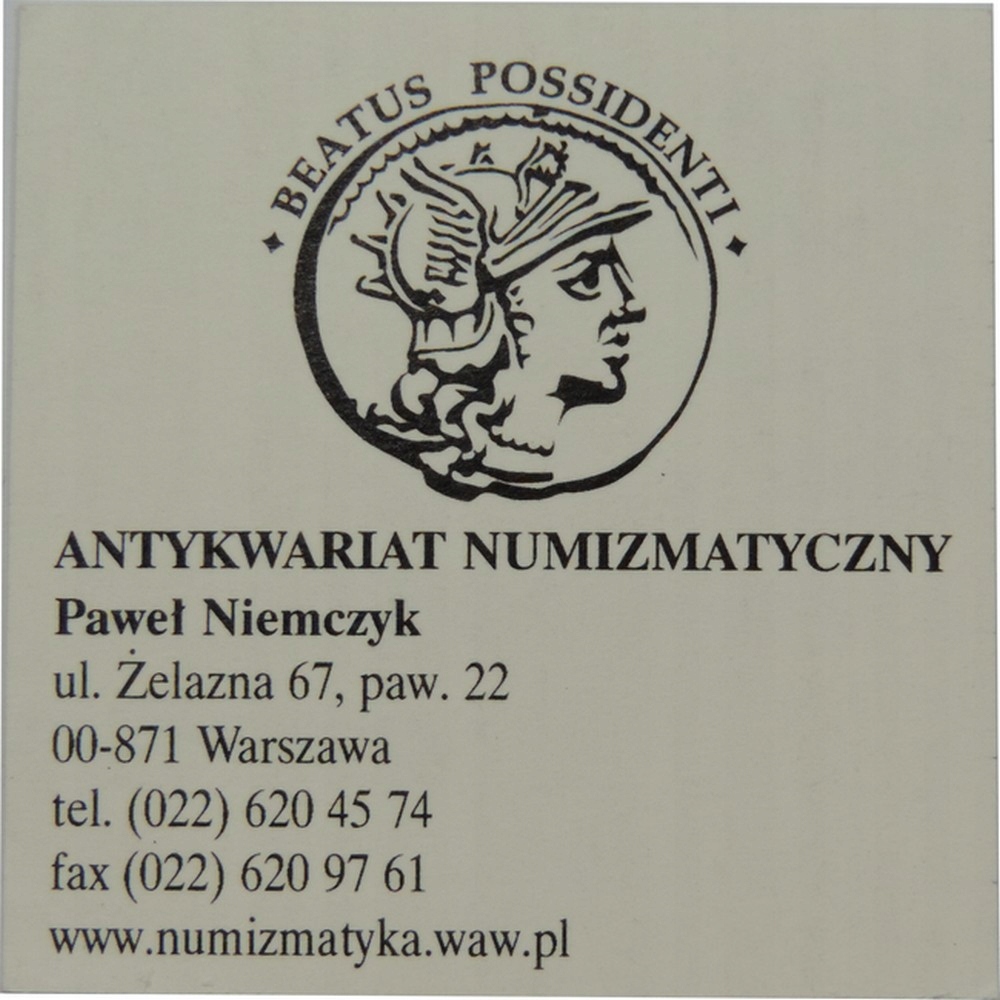 BEATUS POSSIDENTI
ANTYKWARIAT NUMIZMATYCZNY
Paweł Niemczyk
ul. Żelazna 67, paw. 22
00-871 Warszawa
tel. (022) 620 45 74
fax (022) 620 97 61
www.numizmatyka.waw.pl